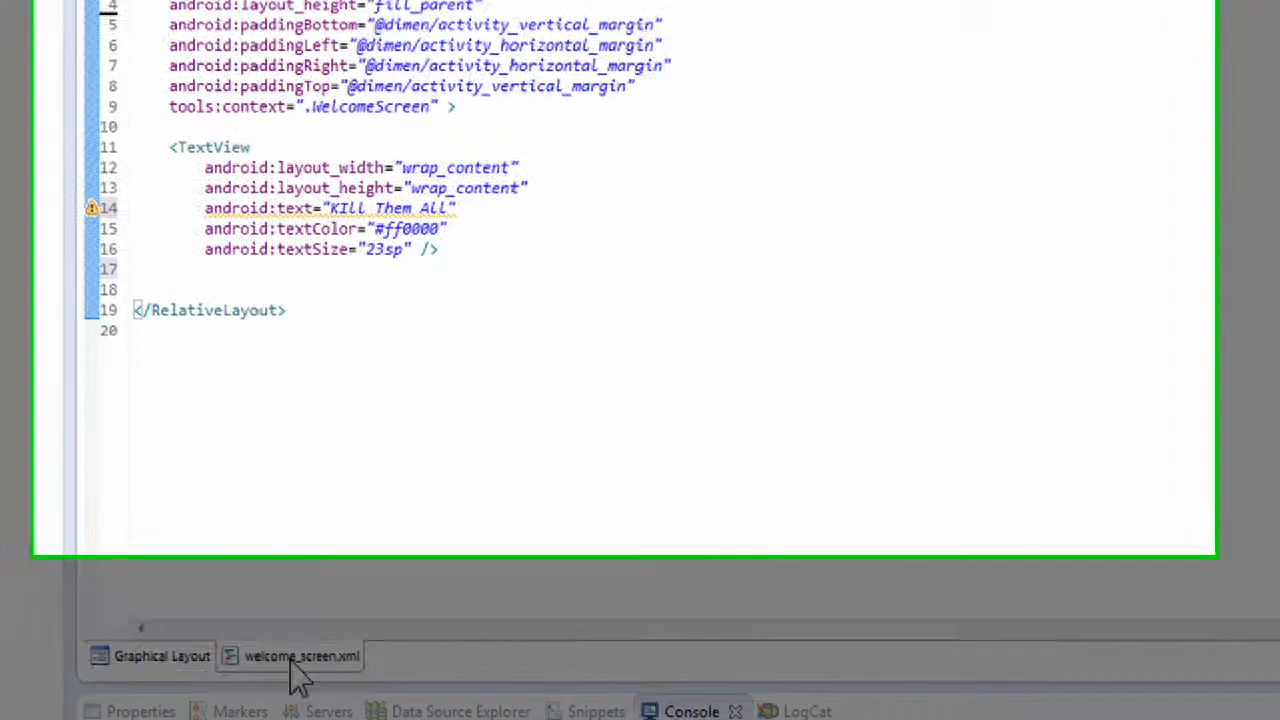 4 android:layout_height="fill_parent"
5 android:paddingBottom="@dimen/activity_vertical_margin"
6 android:paddingLeft="@dimen/activity_horizontal_margin"
7 android:paddingRight="@dimen/activity_horizontal_margin"
8 android:paddingTop="@dimen/activity_vertical_margin"
9 tools:context=".WelcomeScreen" >
10
11 <TextView
12 android:layout_width="wrap_content"
13 android:layout_height="wrap_content"
14 android:text="KIll Them All"
15 android:textColor="#ff0000"
16 android:textSize="23sp" />
17
18
19 </RelativeLayout>
20
Graphical Layout welcome_screen.xml
Properties Markers Servers Data Source Explorer Snippets Console LogCat